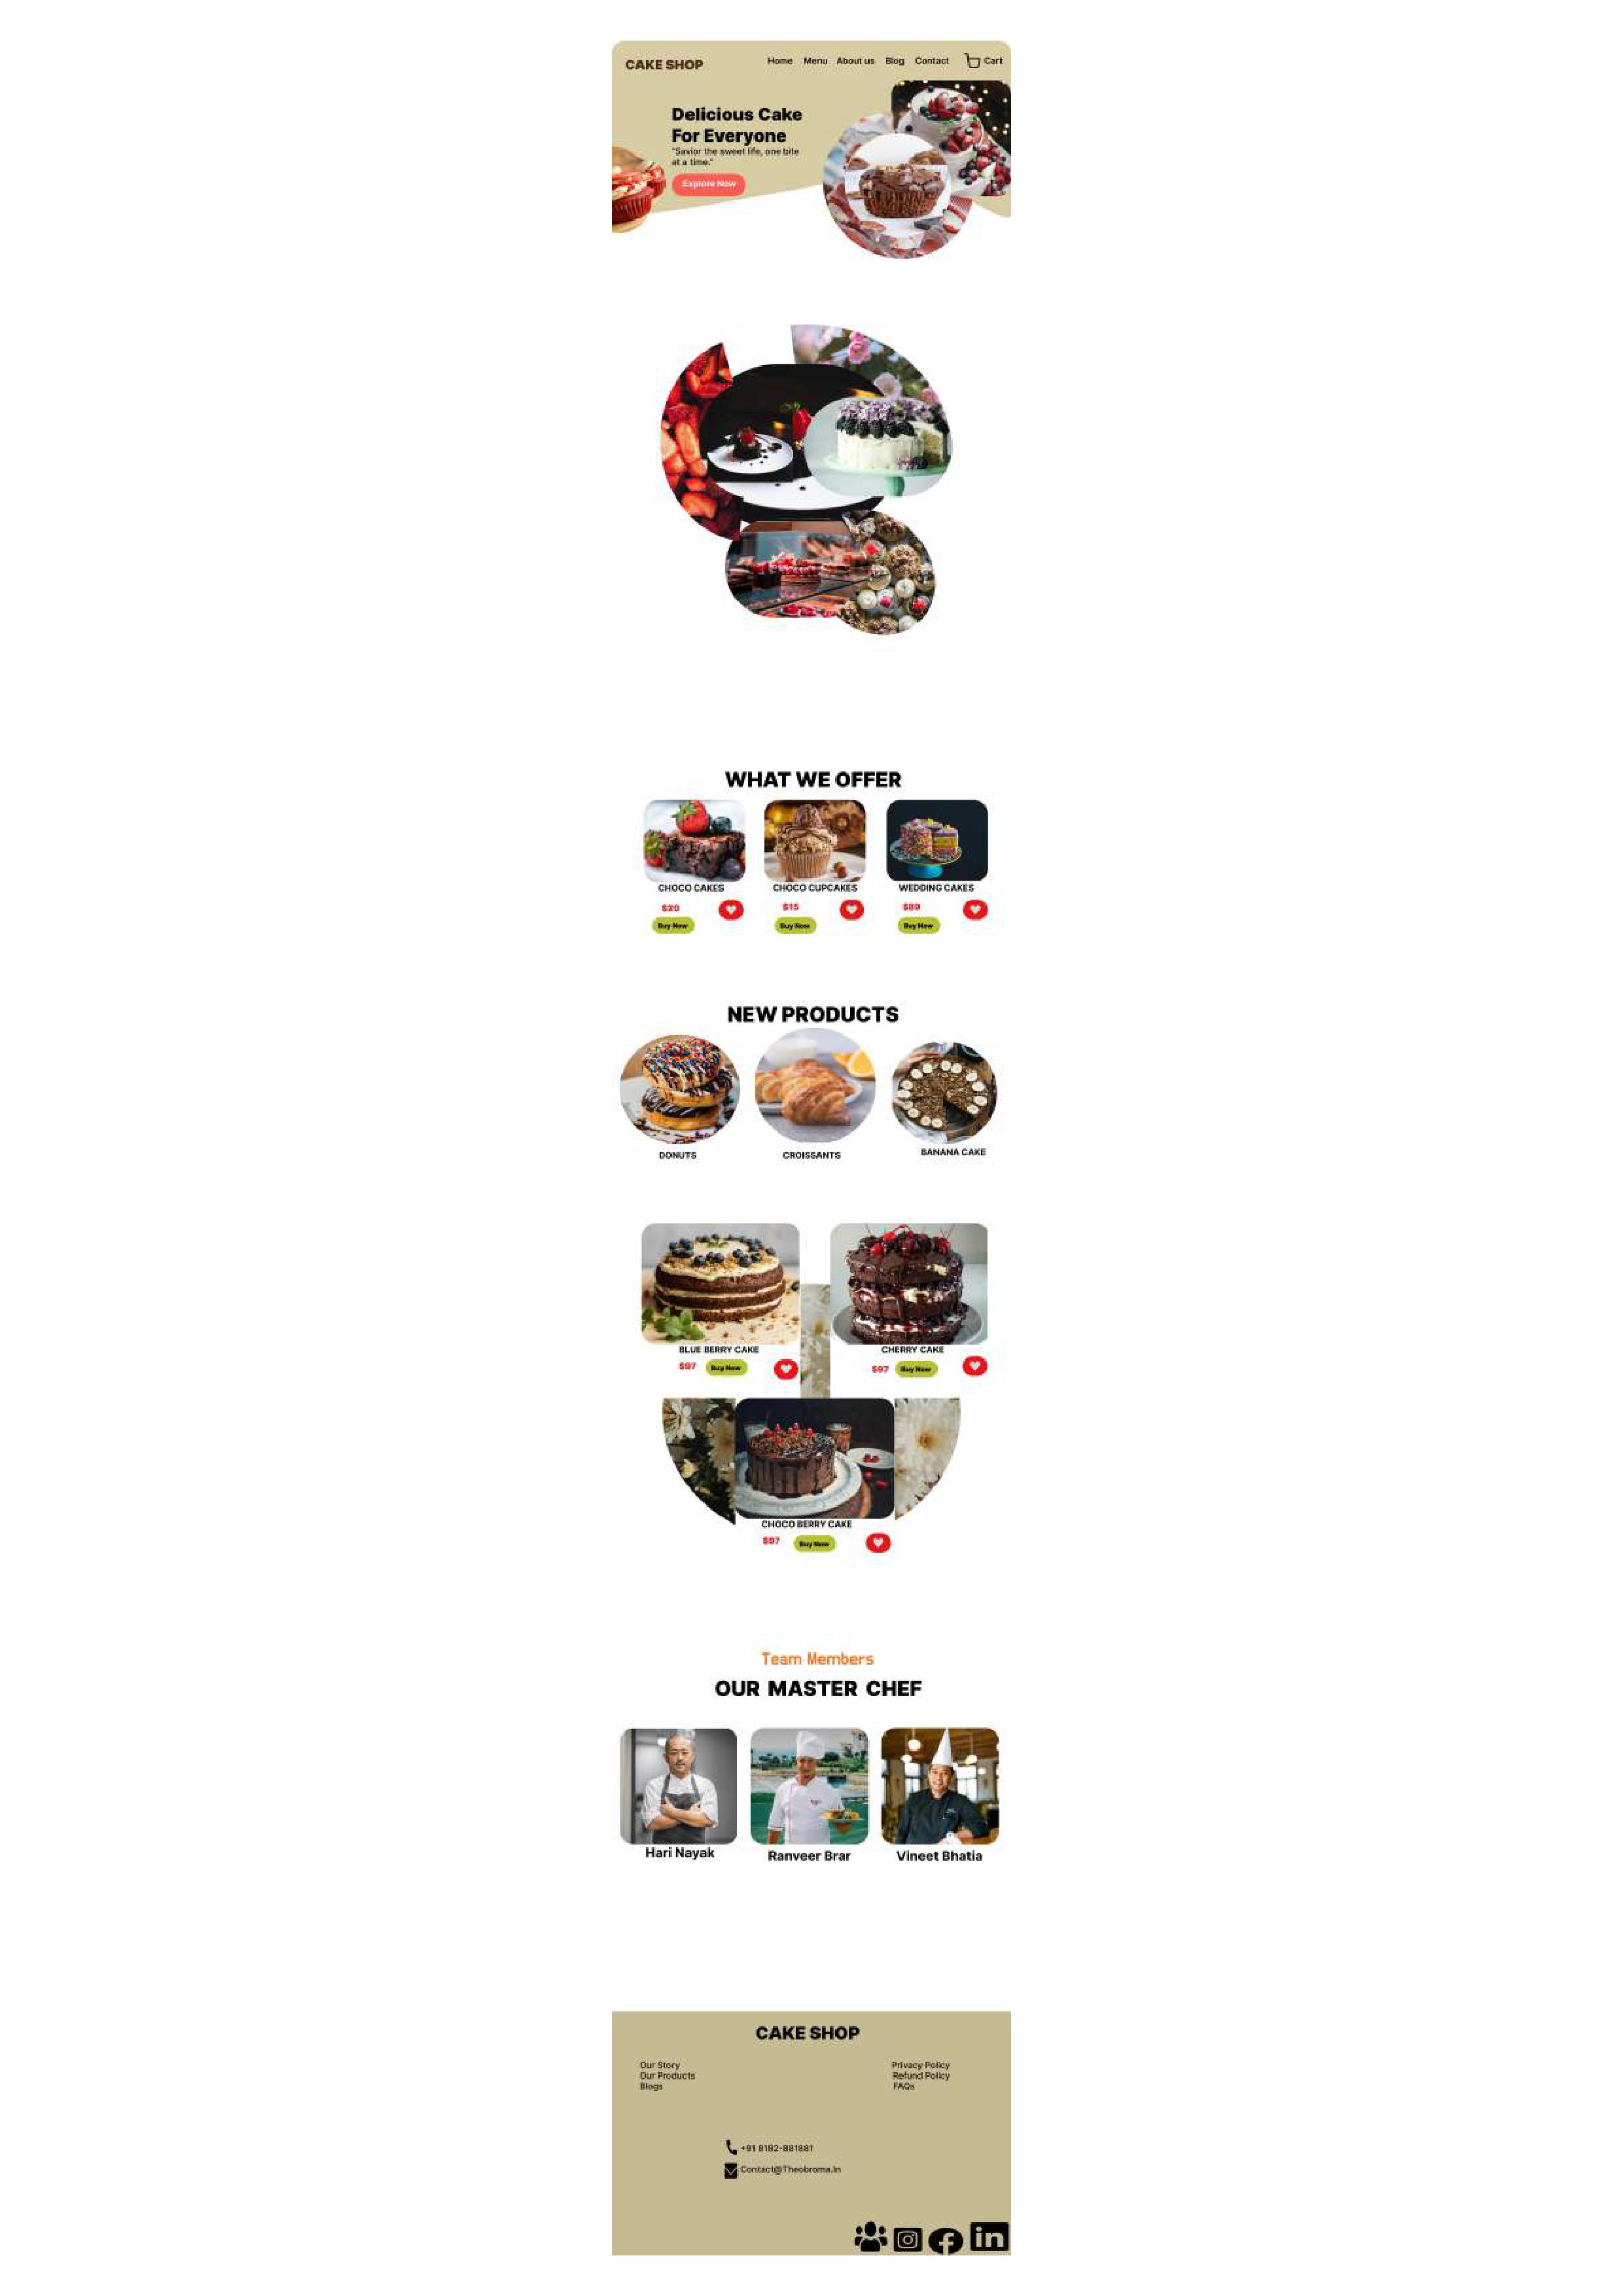 CAKE SHOP
Home Menu About us Blog Contact Cart
Delicious Cake
For Everyone
"Savior the sweet life, one bite
at a time."
Explore Now
WHAT WE OFFER
CHOCO CAKES CHOCO CUPCAKES WEDDING CAKES
$20 $15 $89
Buy Now Buy Now Buy Now
NEW PRODUCTS
DONUTS CROISSANTS BANANA CAKE
BLUE BERRY CAKE CHERRY CAKE
$97 Buy Now $97 Buy Now
CHOCO BERRY CAKE
$97 Buy Now
Team Members
OUR MASTER CHEF
Hari Nayak Ranveer Brar Vineet Bhatia
CAKE SHOP
Our Story Privacy Policy
Our Products Refund Policy
Blogs FAQs
+91 8182-881881
Contact@Theobroma.In
in